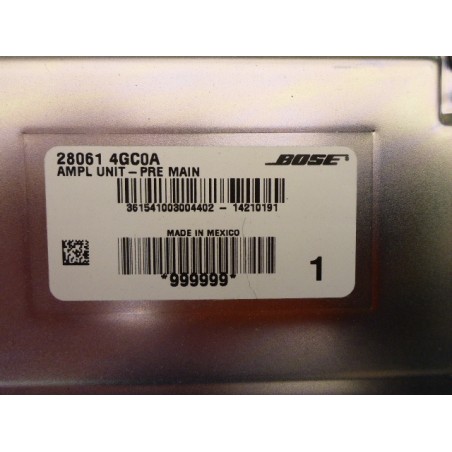 28061 4GC0A
BOSE
AMPL UNIT – PRE MAIN
361541003004402 – 14210191
MADE IN MEXICO
*999999*
1